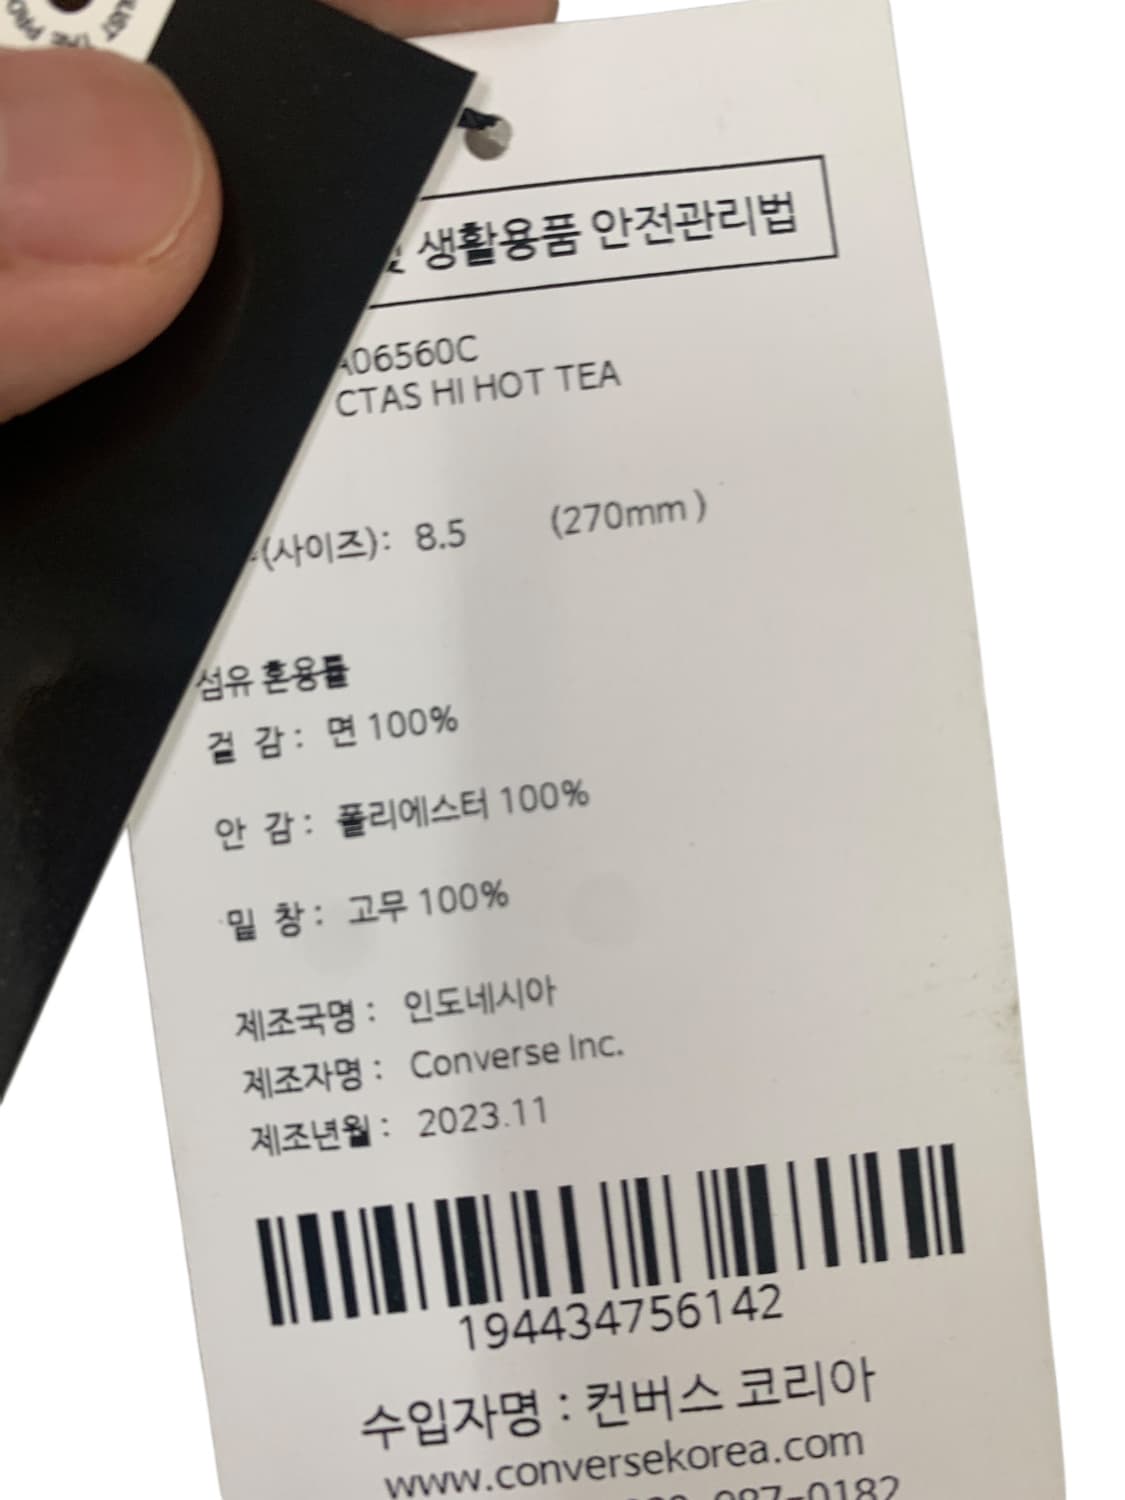 생활용품 안전관리법
A06560C
CTAS HI HOT TEA
(사이즈): 8.5 (270mm )
섬유 혼용률
겉 감 : 면 100%
안 감 : 폴리에스터 100%
밑 창 : 고무 100%
제조국명 : 인도네시아
제조자명 : Converse Inc.
제조년월 : 2023.11
194434756142
수입자명 : 컨버스 코리아
www.conversekorea.com
987-0182